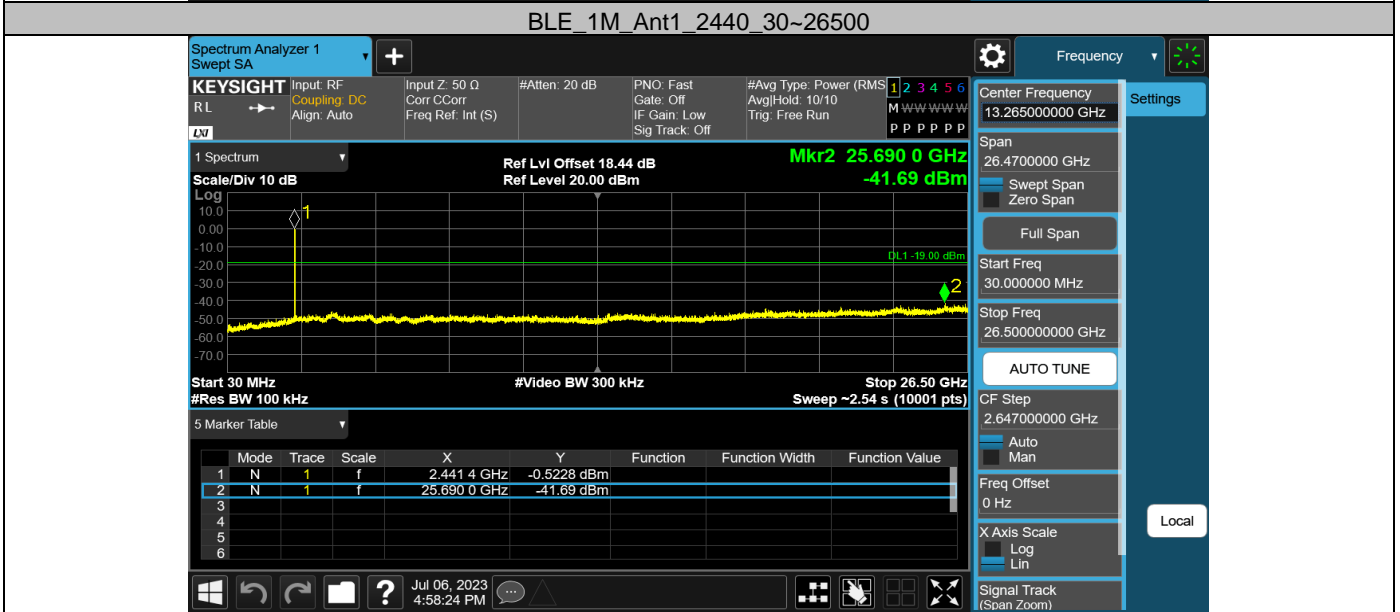 BLE_1M_Ant1_2440_30~26500
Spectrum Analyzer 1
Swept SA
+
Frequency
KEYSIGHT
RL
LXI
Input: RF
Coupling: DC
Align: Auto
Input Z: 50 Ω
Corr CCorr
Freq Ref: Int (S)
#Atten: 20 dB
PNO: Fast
Gate: Off
IF Gain: Low
Sig Track: Off
#Avg Type: Power (RMS
Avg|Hold: 10/10
Trig: Free Run
1 2 3 4 5 6
M W W W W W
P P P P P P
1 Spectrum
Scale/Div 10 dB
Ref Lvl Offset 18.44 dB
Ref Level 20.00 dBm
Mkr2 25.690 0 GHz
-41.69 dBm
Log
10.0
0.00
-10.0
-20.0
-30.0
-40.0
-50.0
-60.0
-70.0
1
DL1 -19.00 dBm
2
Start 30 MHz
#Video BW 300 kHz
Stop 26.50 GHz
#Res BW 100 kHz
Sweep ~2.54 s (10001 pts)
5 Marker Table
Mode Trace Scale X Y Function Function Width Function Value
1 N 1 f 2.441 4 GHz -0.5228 dBm
2 N 1 f 25.690 0 GHz -41.69 dBm
3
4
5
6
Center Frequency
13.265000000 GHz
Settings
Span
26.4700000 GHz
Swept Span
Zero Span
Full Span
Start Freq
30.000000 MHz
Stop Freq
26.500000000 GHz
AUTO TUNE
CF Step
2.647000000 GHz
Auto
Man
Freq Offset
0 Hz
X Axis Scale
Log
Lin
Signal Track
(Span Zoom)
Local
?
Jul 06, 2023
4:58:24 PM